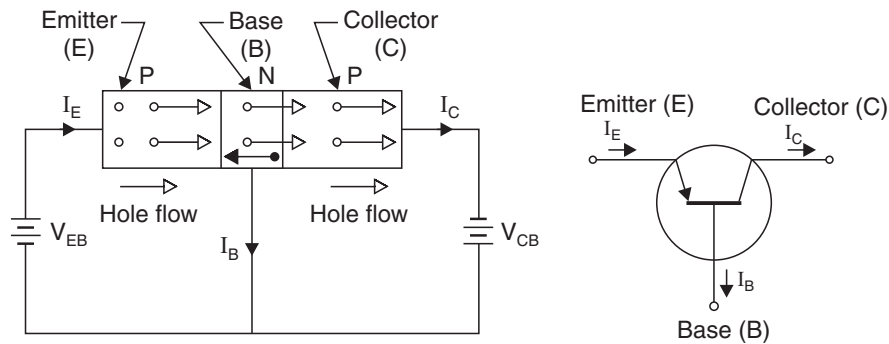 Emitter
(E)
Base
(B)
Collector
(C)
P
N
P
I_E
I_C
Hole flow
Hole flow
V_EB
I_B
V_CB
Emitter (E)
Collector (C)
I_E
I_C
I_B
Base (B)